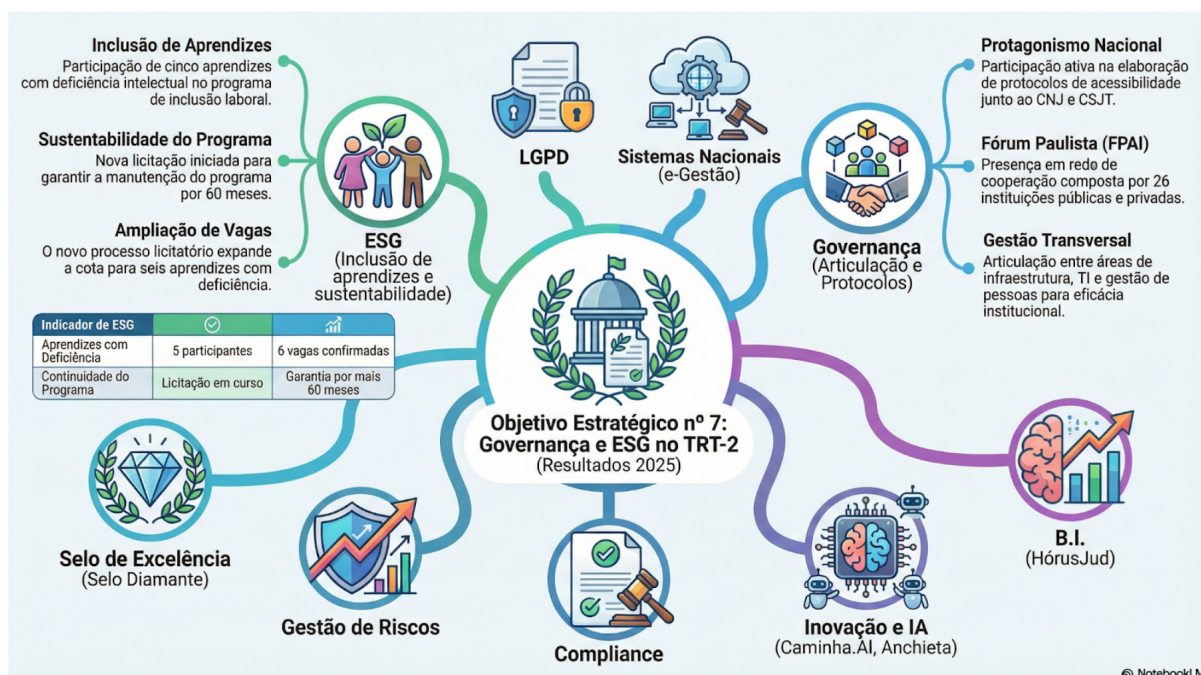 Inclusão de Aprendizes
Participação de cinco aprendizes
com deficiência intelectual no programa
de inclusão laboral.
Sustentabilidade do Programa
Nova licitação iniciada para
garantir a manutenção do programa
por 60 meses.
Ampliação de Vagas
O novo processo licitatório expande
a cota para seis aprendizes com
deficiência.
ESG
(Inclusão de
aprendizes e
sustentabilidade)
LGPD
Sistemas Nacionais
(e-Gestão)
Governança
(Articulação e
Protocolos)
Protagonismo Nacional
Participação ativa na elaboração
de protocolos de acessibilidade
junto ao CNJ e CSJT.
Fórum Paulista (FPAI)
Presença em redo de
cooperação composta por 26
instituições públicas e privadas.
Gestão Transversal
Articulação entre áreas de
infraestrutura, TI e gestão de
pessoas para eficácia
institucional.
Indicador de ESG
Aprendizes com
Deficiência
5 participantes
6 vagas confirmadas
Continuidade do
Programa
Licitação em curso
Garantia por mais
60 meses
Objetivo Estratégico nº 7:
Governança e ESG no TRT-2
(Resultados 2025)
Selo de Excelência
(Selo Diamante)
Gestão de Riscos
Compliance
Inovação e IA
(Caminha.AI, Anchieta)
B.I.
(HórusJud)